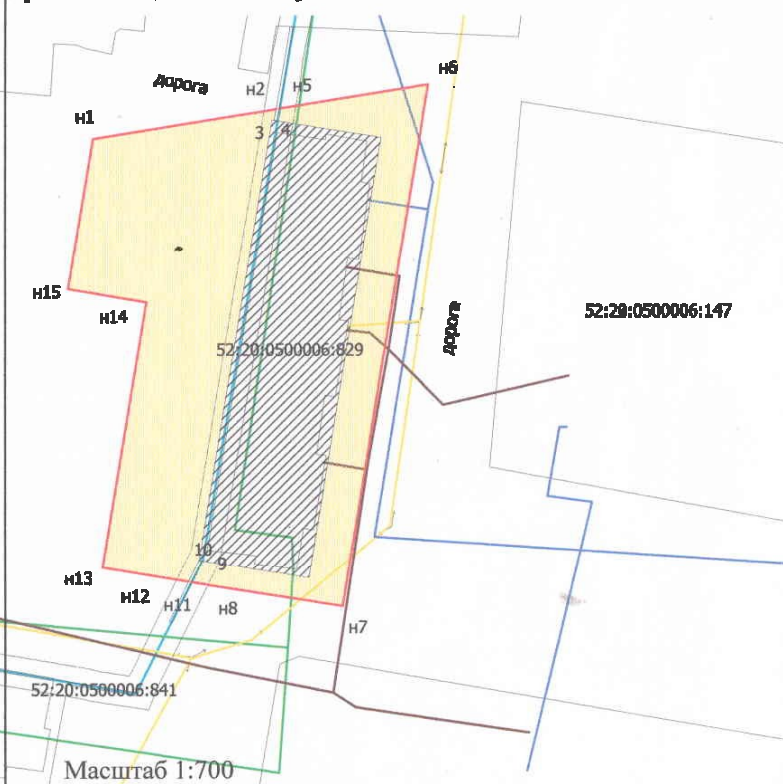 н6
дорога
н2
н5
н1
3
4
н15
н14
дорога
52:20:0500006:147
52:20:0500006:829
10
9
н13
н12
н11
н8
н7
52:20:0500006:841
Масштаб 1:700